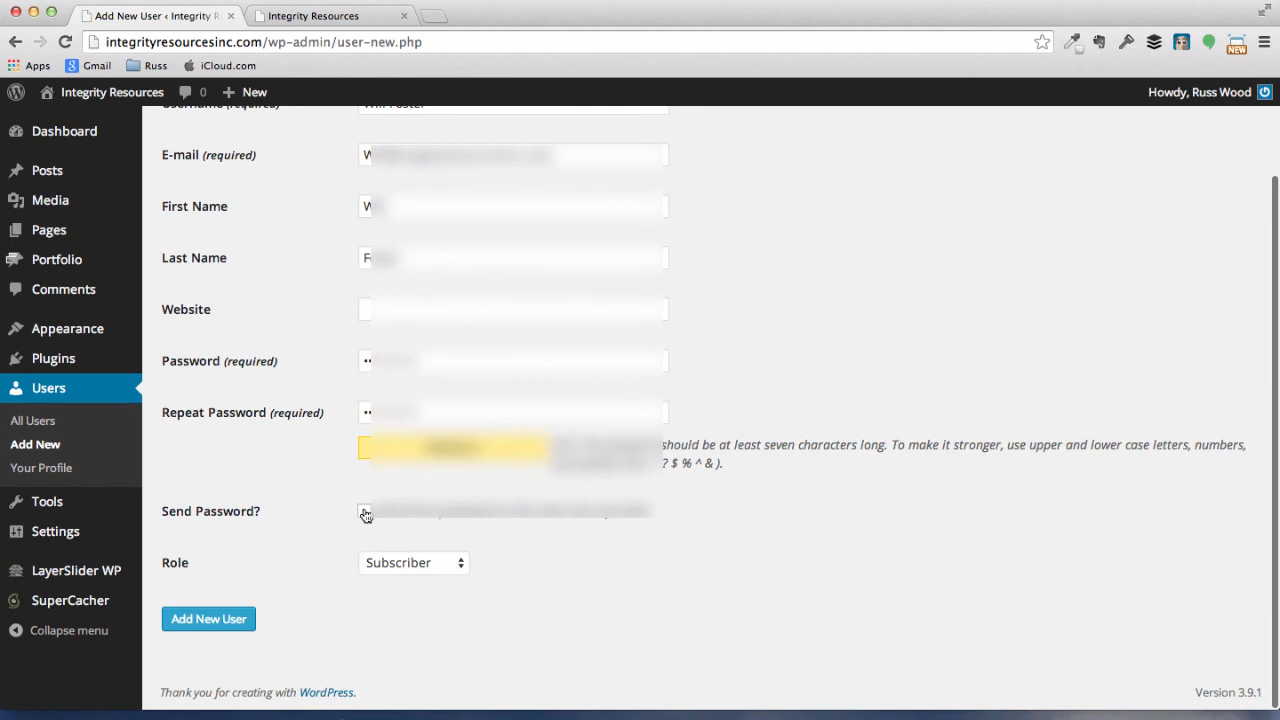 Add New User ‹ Integrity R
Integrity Resources
integrityresourcesinc.com/wp-admin/user-new.php
NEW
Apps
Gmail
Russ
iCloud.com
Integrity Resources
0
New
Howdy, Russ Wood
Dashboard
Posts
Media
Pages
Portfolio
Comments
Appearance
Plugins
Users
All Users
Add New
Your Profile
Tools
Settings
LayerSlider WP
SuperCacher
Collapse menu
Username (required)
E-mail (required)
W
First Name
W
Last Name
Website
Password (required)
••
Repeat Password (required)
••
should be at least seven characters long. To make it stronger, use upper and lower case letters, numbers,
? $ % ^ & ).
Send Password?
Role
Subscriber
Add New User
Thank you for creating with WordPress.
Version 3.9.1